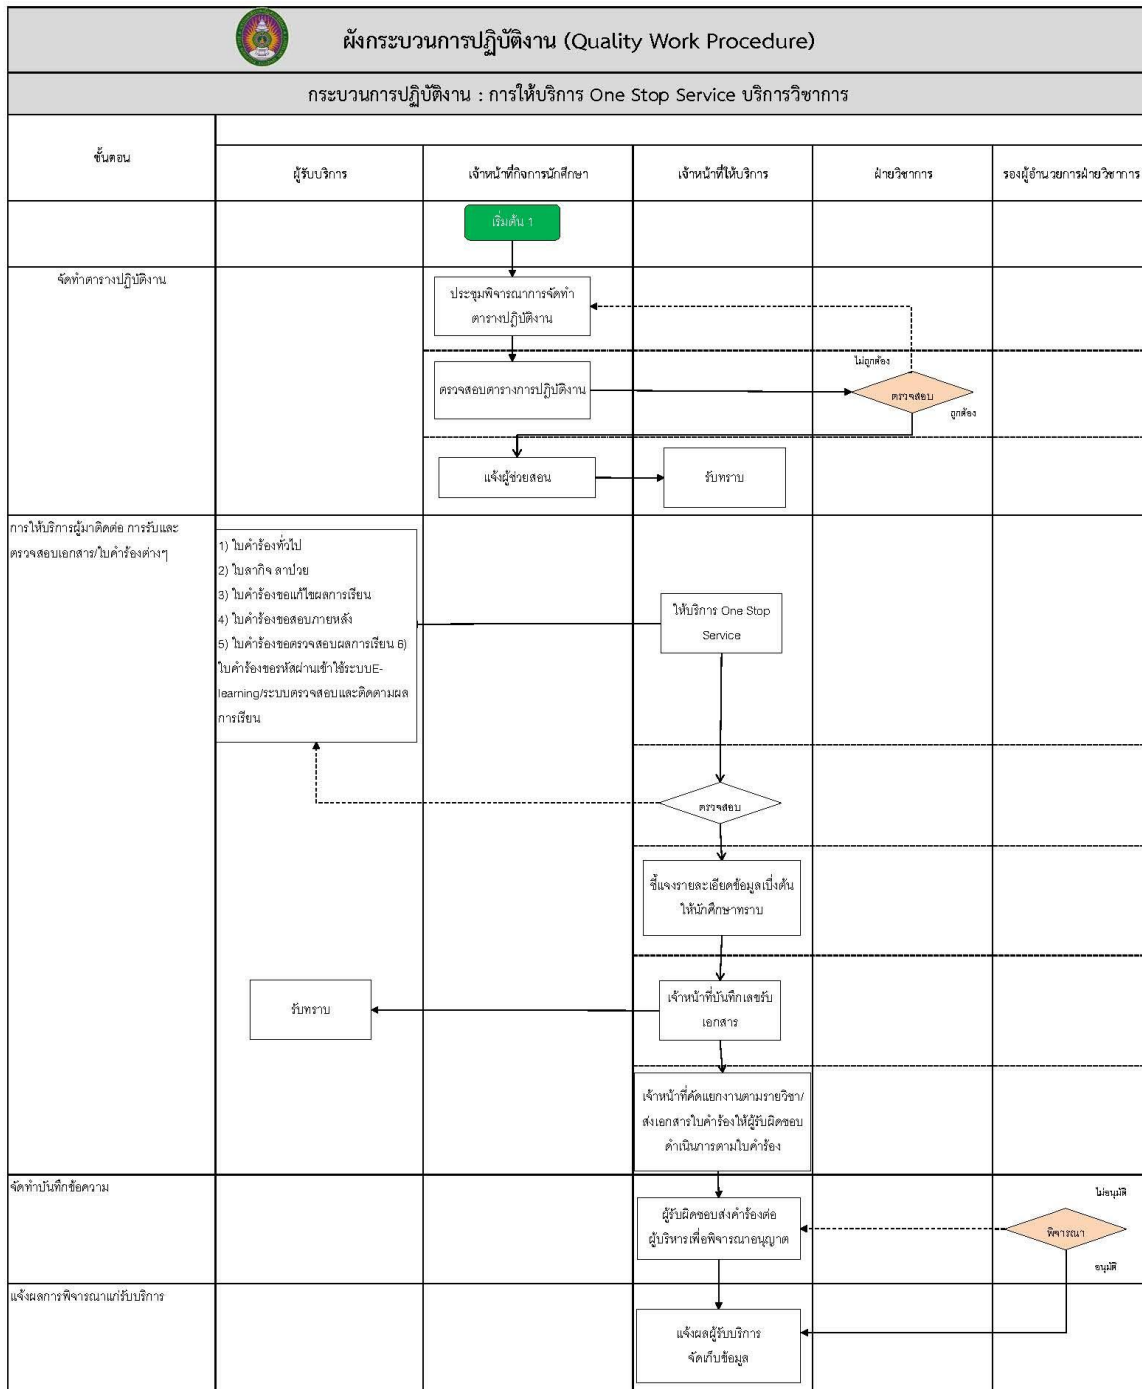 ผังกระบวนการปฏิบัติงาน (Quality Work Procedure)
กระบวนการปฏิบัติงาน : การให้บริการ One Stop Service บริการวิชาการ
ขั้นตอน
ผู้รับบริการ
เจ้าหน้าที่กิจการนักศึกษา
เจ้าหน้าที่ให้บริการ
ฝ่ายวิชาการ
รองผู้อำนวยการฝ่ายวิชาการ
เริ่มต้น 1
จัดทำตารางปฏิบัติงาน
ประชุมพิจารณาการจัดทำ
ตารางปฏิบัติงาน
ไม่ถูกต้อง
ตรวจสอบตารางการปฏิบัติงาน
ตรวจสอบ
ถูกต้อง
แจ้งผู้ช่วยสอน
รับทราบ
การให้บริการผู้มาติดต่อ การรับและ
ตรวจสอบเอกสาร/ใบคำร้องต่างๆ
1) ใบคำร้องทั่วไป
2) ใบลากิจ ลาป่วย
3) ใบคำร้องขอแก้ไขผลการเรียน
4) ใบคำร้องขอสอบภายหลัง
5) ใบคำร้องขอตรวจสอบผลการเรียน 6)
ใบคำร้องขอรหัสผ่านเข้าใช้ระบบE-
learning/ระบบตรวจสอบและติดตามผล
การเรียน
ให้บริการ One Stop
Service
ตรวจสอบ
ชี้แจงรายละเอียดข้อมูลเบื่งต้น
ให้นักศึกษาทราบ
รับทราบ
เจ้าหน้าที่บันทึกเลขรับ
เอกสาร
เจ้าหน้าที่คัดแยกงานตามรายวิชา/
ส่งเอกสารใบคำร้องให้ผู้รับผิดชอบ
ดำเนินการตามใบคำร้อง
จัดทำบันทึกข้อความ
ไม่อนุมัติ
ผู้รับผิดชอบส่งคำร้องต่อ
ผู้บริหารเพื่อพิจารณาอนุญาต
พิจารณา
อนุมัติ
แจ้งผลการพิจารณาแก่รับบริการ
แจ้งผลผู้รับบริการ
จัดเก็บข้อมูล